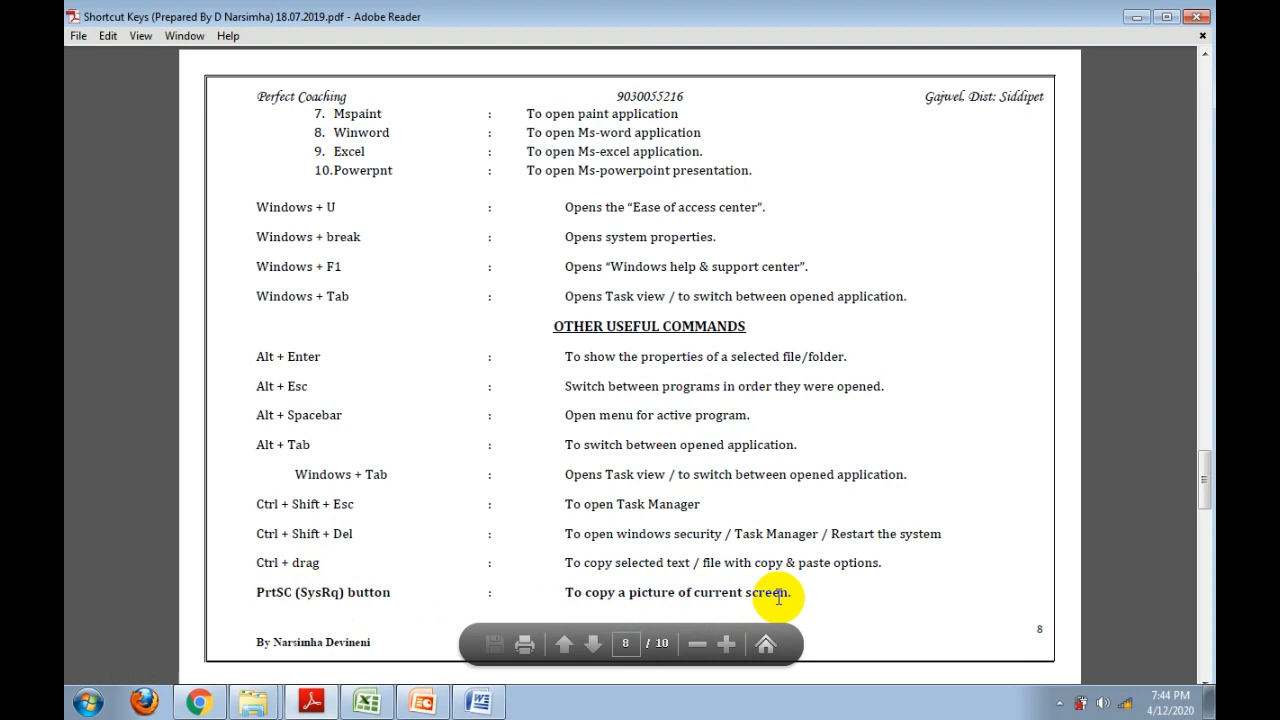 Shortcut Keys (Prepared By D Narsimha) 18.07.2019.pdf - Adobe Reader
File Edit View Window Help
Perfect Coaching 9030055216 Gajwel, Dist: Siddipet
7. Mspaint : To open paint application
8. Winword : To open Ms-word application
9. Excel : To open Ms-excel application.
10.Powerpnt : To open Ms-powerpoint presentation.
Windows + U : Opens the “Ease of access center”.
Windows + break : Opens system properties.
Windows + F1 : Opens “Windows help & support center”.
Windows + Tab : Opens Task view / to switch between opened application.
OTHER USEFUL COMMANDS
Alt + Enter : To show the properties of a selected file/folder.
Alt + Esc : Switch between programs in order they were opened.
Alt + Spacebar : Open menu for active program.
Alt + Tab : To switch between opened application.
Windows + Tab : Opens Task view / to switch between opened application.
Ctrl + Shift + Esc : To open Task Manager
Ctrl + Shift + Del : To open windows security / Task Manager / Restart the system
Ctrl + drag : To copy selected text / file with copy & paste options.
PrtSC (SysRq) button : To copy a picture of current screen.
8
By Narsimha Devineni
8 / 10
7:44 PM
4/12/2020